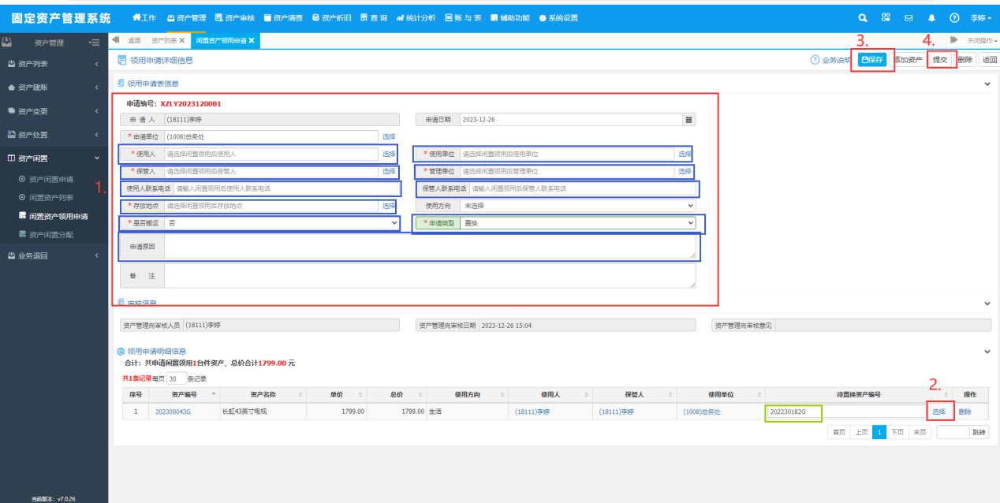 固定资产管理系统 工作 资产管理 资产审核 资产清查 资产折旧 查 询 统计分析 账 与 表 辅助功能 系统设置 李婷
资产管理 桌面 资产列表 闲置资产领用申请 3. 4. 关闭操作
领用申请详细信息 业务说明 保存 添加资产 提交 删除 返回
资产列表
资产建账
资产变更
资产处置
资产闲置
资产闲置申请
闲置资产列表
闲置资产领用申请
资产闲置分配
业务退回
当前版本：v7.0.26
领用申请表信息
申请编号：XZLY2023120001
申 请 人 (18111)李婷 申请日期 2023-12-26
* 申请单位 (1008)总务处 选择
* 使用人 请选择闲置领用后使用人 选择 * 使用单位 请选择闲置领用后使用单位 选择
* 保管人 请选择闲置领用后保管人 选择 * 管理单位 请选择闲置领用后管理单位 选择
1. 使用人联系电话 请输入闲置领用后使用人联系电话 保管人联系电话 请输入闲置领用后保管人联系电话
* 存放地点 请选择闲置领用后存放地点 选择 使用方向 未选择
* 是否搬运 否 * 申请类型 置换
申请原因
备 注
审核信息
资产管理岗审核人员 (18111)李婷 资产管理岗审核日期 2023-12-26 15:04 资产管理岗审核意见
领用申请明细信息
合计：共申请闲置领用1台件资产，总价合计1799.00 元
共1条记录每页 30 条记录
2.
序号 资产编号 资产名称 单价 总价 使用方向 使用人 保管人 使用单位 待置换资产编号 操作
1 202300043G 长虹43英寸电视 1799.00 1799.00 生活 (18111)李婷 (18111)李婷 (1008)总务处 202230182G 选择 删除
首页 上页 1 下页 末页 跳转